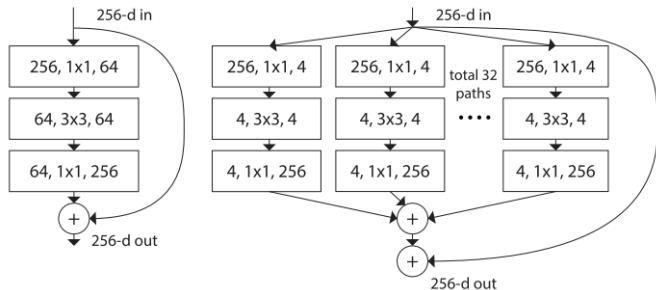 256-d in
256, 1x1, 64
64, 3x3, 64
64, 1x1, 256
+
256-d out
256-d in
256, 1x1, 4
256, 1x1, 4
256, 1x1, 4
total 32
paths
4, 3x3, 4
4, 3x3, 4
....
4, 3x3, 4
4, 1x1, 256
4, 1x1, 256
4, 1x1, 256
+
+
256-d out